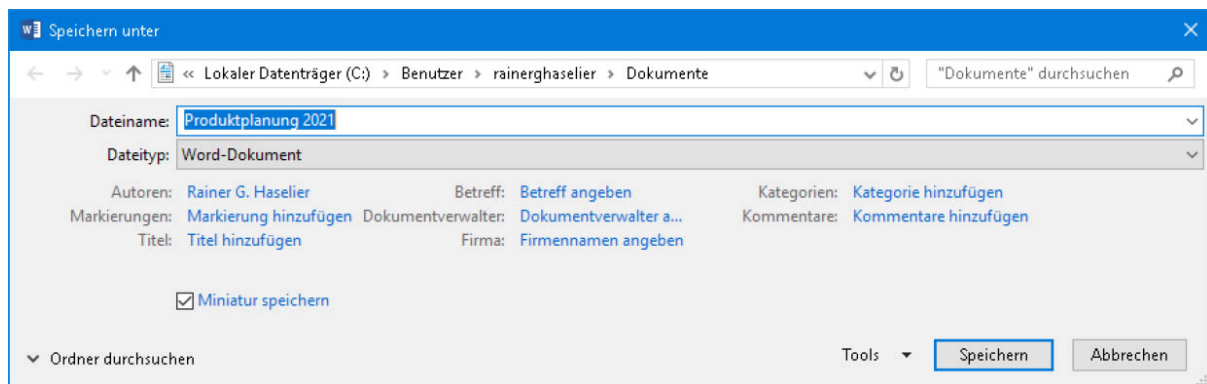 Speichern unter
« Lokaler Datenträger (C:) > Benutzer > rainerghaselier > Dokumente "Dokumente" durchsuchen
Dateiname: Produktplanung 2021
Dateityp: Word-Dokument
Autoren: Rainer G. Haselier Betreff: Betreff angeben Kategorien: Kategorie hinzufügen
Markierungen: Markierung hinzufügen Dokumentverwalter: Dokumentverwalter a... Kommentare: Kommentare hinzufügen
Titel: Titel hinzufügen Firma: Firmennamen angeben
Miniatur speichern
Ordner durchsuchen Tools Speichern Abbrechen